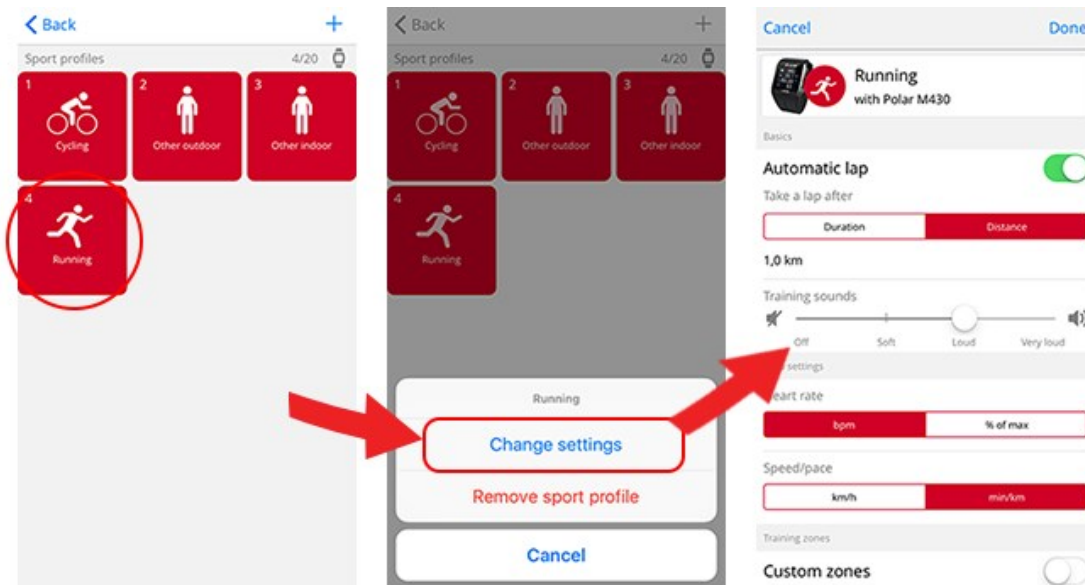 Back
+
Sport profiles 4/20
1
Cycling
2
Other outdoor
3
Other indoor
4
Running
Back
+
Sport profiles 4/20
1
Cycling
2
Other outdoor
3
Other indoor
4
Running
Running
Change settings
Remove sport profile
Cancel
Cancel Done
Running
with Polar M430
Basics
Automatic lap
Take a lap after
Duration Distance
1,0 km
Training sounds
Off Soft Loud Very loud
settings
eart rate
bpm % of max
Speed/pace
km/h min/km
Training zones
Custom zones